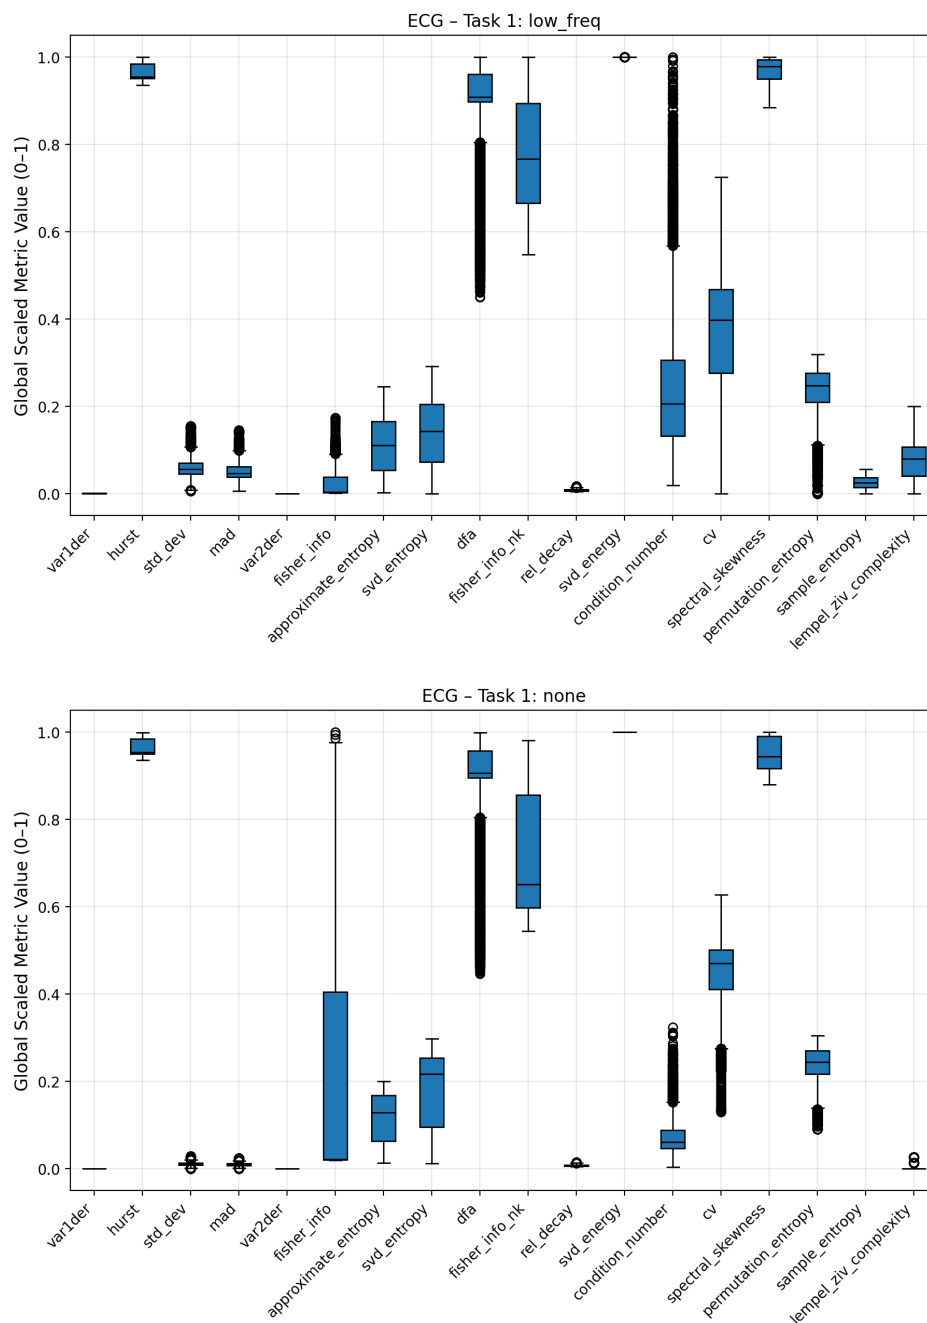 ECG – Task 1: low_freq
Global Scaled Metric Value (0–1)
1.0
0.8
0.6
0.4
0.2
0.0
var1der
hurst
std_dev
mad
var2der
fisher_info
approximate_entropy
svd_entropy
dfa
fisher_info_nk
rel_decay
svd_energy
condition_number
cv
spectral_skewness
permutation_entropy
sample_entropy
lempel_ziv_complexity
ECG – Task 1: none
Global Scaled Metric Value (0–1)
1.0
0.8
0.6
0.4
0.2
0.0
var1der
hurst
std_dev
mad
var2der
fisher_info
approximate_entropy
svd_entropy
dfa
fisher_info_nk
rel_decay
svd_energy
condition_number
cv
spectral_skewness
permutation_entropy
sample_entropy
lempel_ziv_complexity